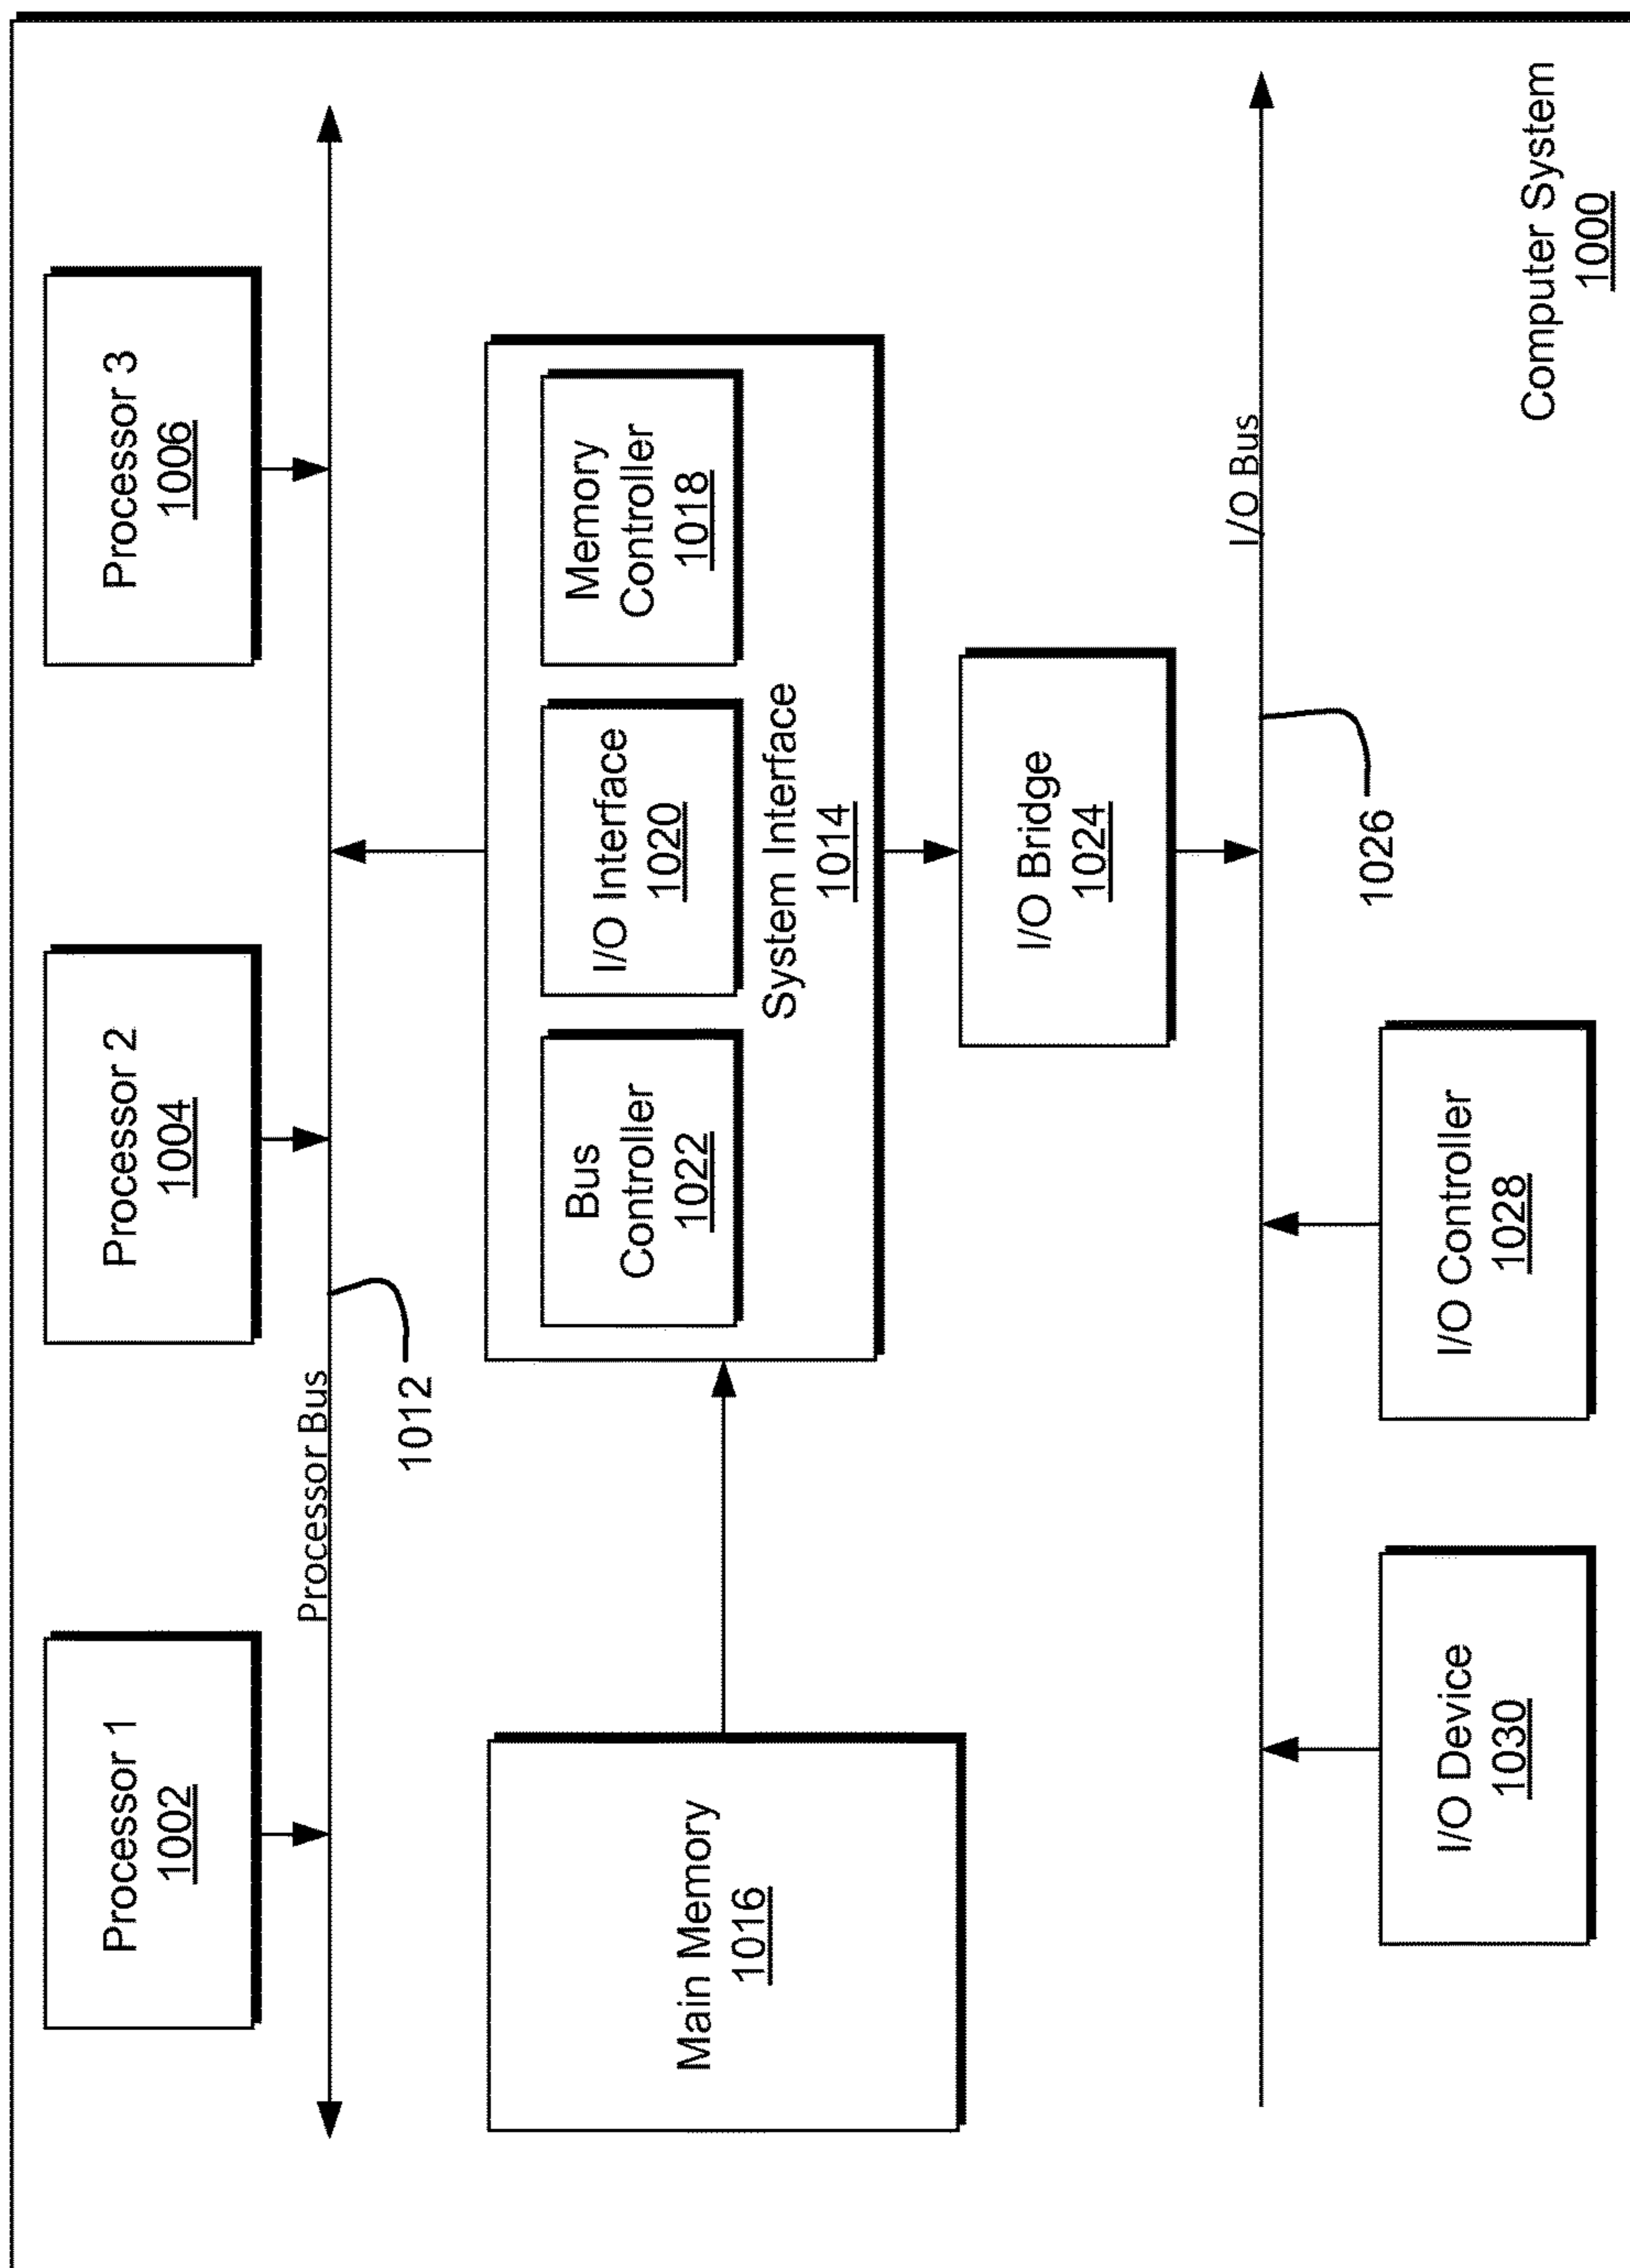 Processor 1
1002
Processor 2
1004
Processor 3
1006
Processor Bus
1012
Main Memory
1016
Bus
Controller
1022
I/O Interface
1020
Memory
Controller
1018
System Interface
1014
I/O Bridge
1024
I/O Bus
1026
I/O Device
1030
I/O Controller
1028
Computer System
1000